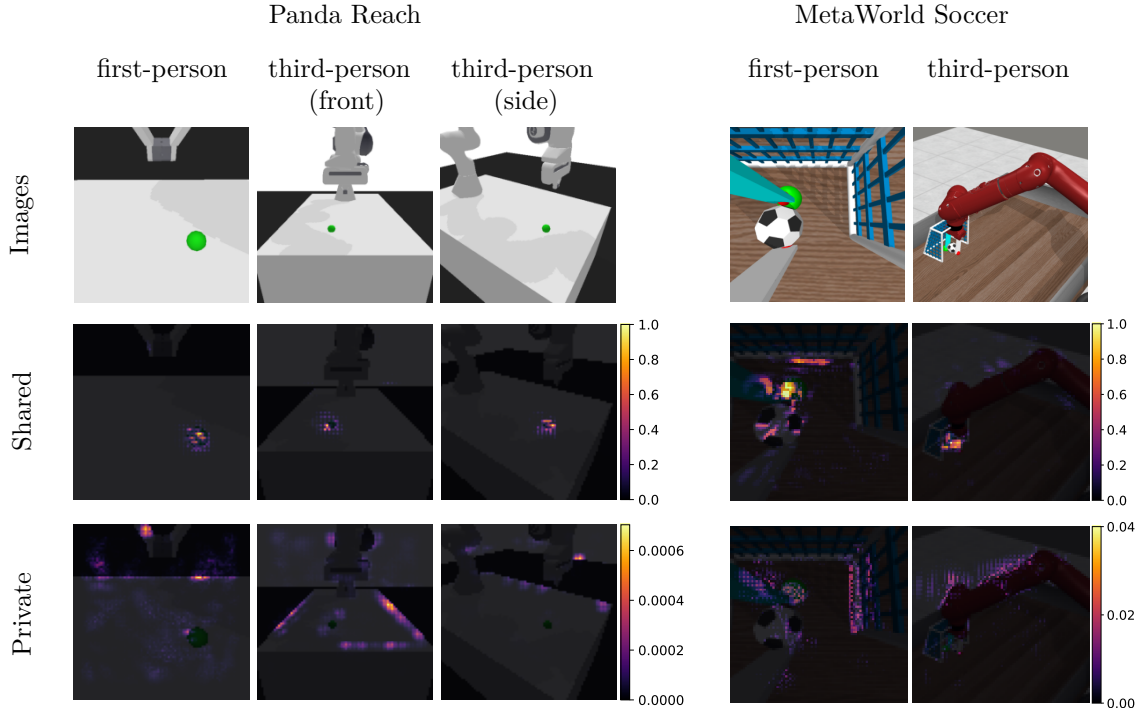 Panda Reach
MetaWorld Soccer
first-person
third-person
(front)
third-person
(side)
first-person
third-person
Images
Shared
1.0
0.8
0.6
0.4
0.2
0.0
1.0
0.8
0.6
0.4
0.2
0.0
Private
0.0006
0.0004
0.0002
0.0000
0.04
0.02
0.00